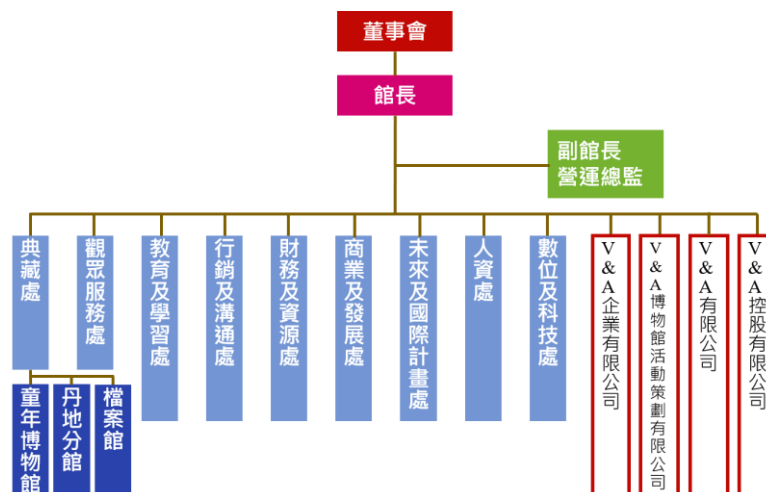 董事會
館長
副館長
營運總監
典藏處
觀眾服務處
教育及學習處
行銷及溝通處
財務及資源處
商業及發展處
未來及國際計畫處
人資處
數位及科技處
V&A企業有限公司
V&A博物館活動策劃有限公司
V&A有限公司
V&A控股有限公司
童年博物館
丹地分館
檔案館